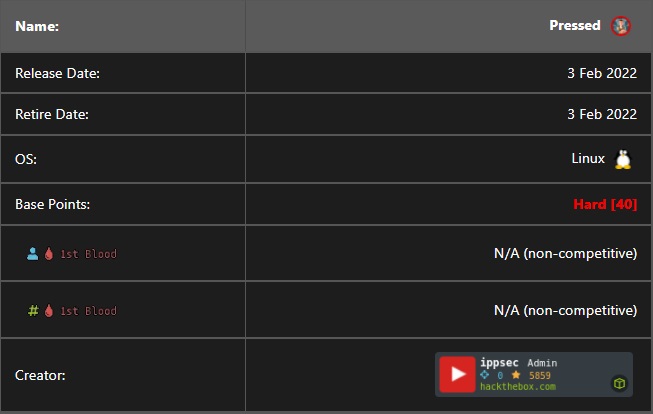 Name: Pressed
Release Date: 3 Feb 2022
Retire Date: 3 Feb 2022
OS: Linux
Base Points: Hard [40]
1st Blood N/A (non-competitive)
# 1st Blood N/A (non-competitive)
Creator: ippsec Admin
0 5859
hackthebox.com